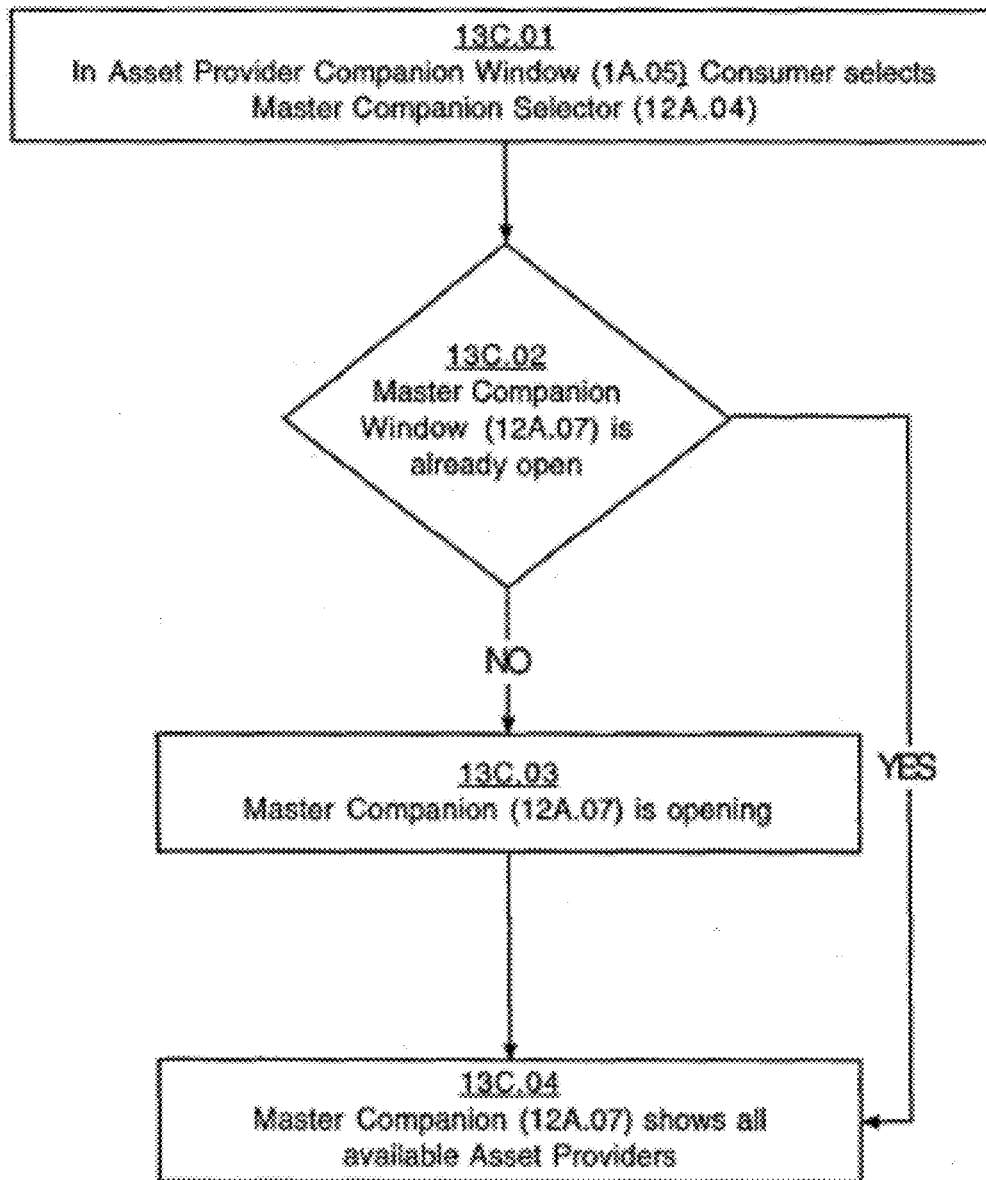 13C.01
In Asset Provider Companion Window (1A.05) Consumer selects
Master Companion Selector (12A.04)
13C.02
Master Companion
Window (12A.07) is
already open
NO
13C.03
Master Companion (12A.07) is opening
YES
13C.04
Master Companion (12A.07) shows all
available Asset Providers